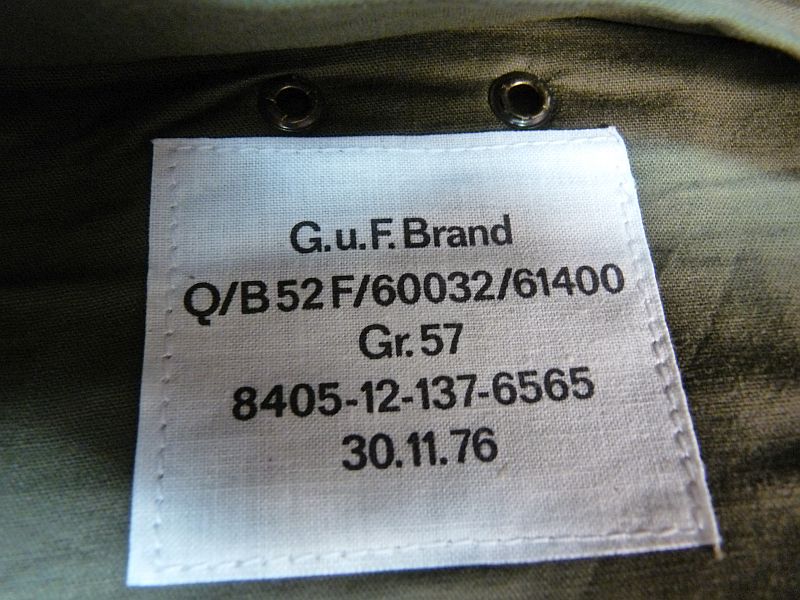 G.u.F. Brand
Q/B 52 F/60032/61400
Gr. 57
8405-12-137-6565
30.11.76